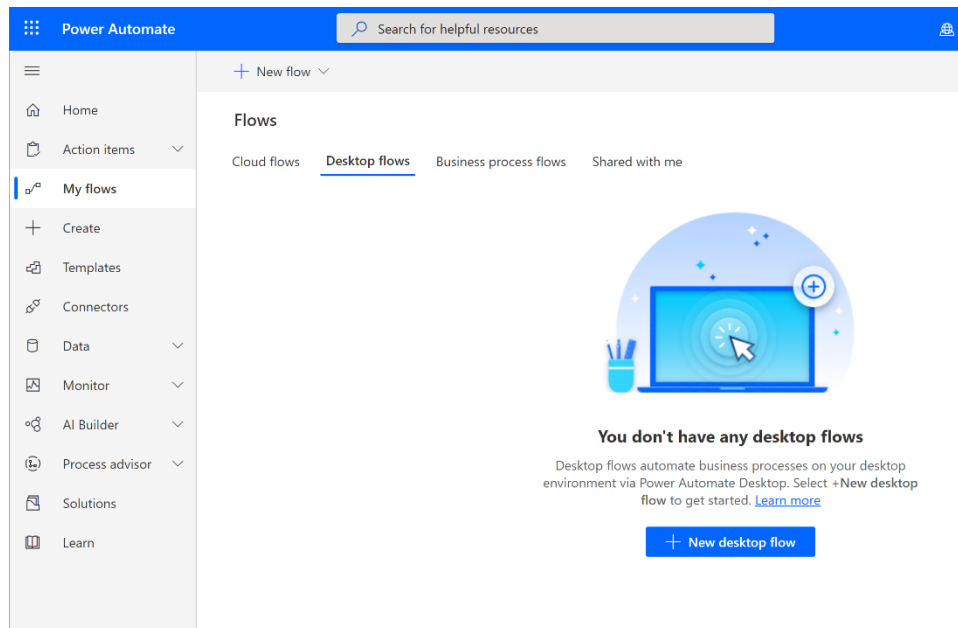 Power Automate
Search for helpful resources
New flow
Home
Action items
My flows
Create
Templates
Connectors
Data
Monitor
AI Builder
Process advisor
Solutions
Learn
Flows
Cloud flows Desktop flows Business process flows Shared with me
You don't have any desktop flows
Desktop flows automate business processes on your desktop
environment via Power Automate Desktop. Select +New desktop
flow to get started. Learn more
New desktop flow